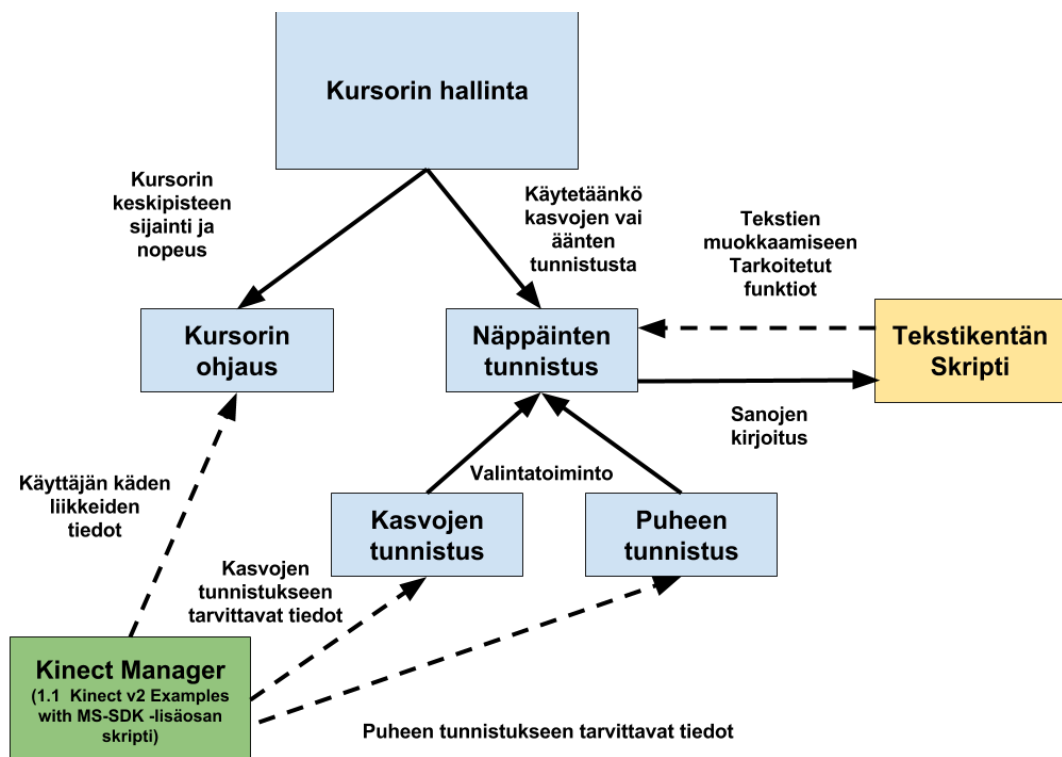 Kursorin hallinta
Kursorin
keskipisteen
sijainti ja
nopeus
Käytetäänkö
kasvojen vai
äänten
tunnistusta
Tekstien
muokkaamiseen
Tarkoitetut
funktiot
Kursorin
ohjaus
Näppäinten
tunnistus
Tekstikentän
Skripti
Sanojen
kirjoitus
Käyttäjän käden
liikkeiden
tiedot
Valintatoiminto
Kasvojen
tunnistus
Puheen
tunnistus
Kasvojen
tunnistukseen
tarvittavat tiedot
Kinect Manager
(1.1 Kinect v2 Examples
with MS-SDK -lisäosan
skripti)
Puheen tunnistukseen tarvittavat tiedot